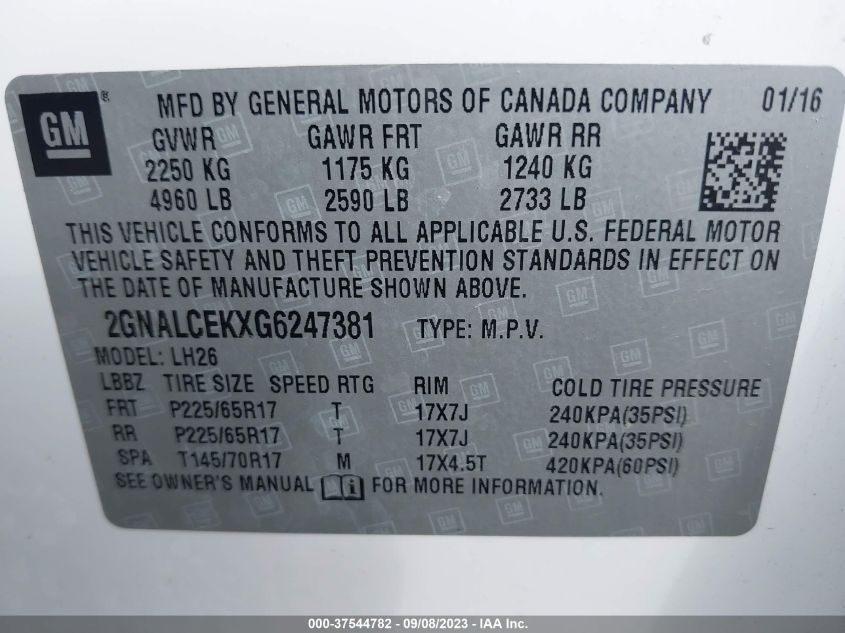 GM ® MFD BY GENERAL MOTORS OF CANADA COMPANY 01/16
GVWR GAWR FRT GAWR RR
2250 KG 1175 KG 1240 KG
4960 LB 2590 LB 2733 LB
THIS VEHICLE CONFORMS TO ALL APPLICABLE U.S. FEDERAL MOTOR
VEHICLE SAFETY AND THEFT PREVENTION STANDARDS IN EFFECT ON
THE DATE OF MANUFACTURE SHOWN ABOVE.
2GNALCEKXG6247381 TYPE: M.P.V.
MODEL: LH26
LBBZ TIRE SIZE SPEED RTG RIM COLD TIRE PRESSURE
FRT P225/65R17 T 17X7J 240KPA(35PSI)
RR P225/65R17 T 17X7J 240KPA(35PSI)
SPA T145/70R17 M 17X4.5T 420KPA(60PSI)
SEE OWNER'S MANUAL i FOR MORE INFORMATION.
000-37544782 - 09/08/2023 - IAA Inc.